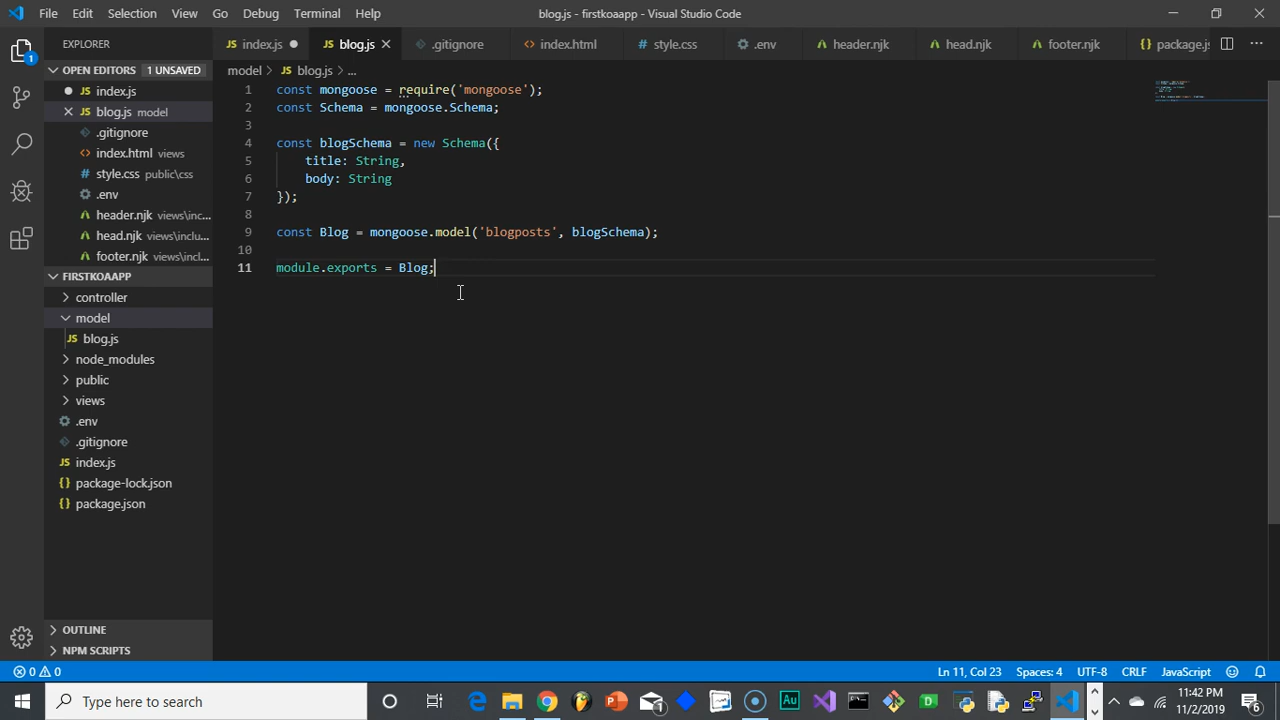 File Edit Selection View Go Debug Terminal Help
blog.js - firstkoaapp - Visual Studio Code
EXPLORER
index.js
blog.js
.gitignore
index.html
style.css
.env
header.njk
head.njk
footer.njk
package.js
OPEN EDITORS 1 UNSAVED
index.js
blog.js model
.gitignore
index.html views
style.css public\css
.env
header.njk views\inc...
head.njk views\inclu...
footer.njk views\inc...
FIRSTKOAAPP
controller
model
blog.js
node_modules
public
views
.env
.gitignore
index.js
package-lock.json
package.json
OUTLINE
NPM SCRIPTS
1
model > JS blog.js > ...
1 const mongoose = require('mongoose');
2 const Schema = mongoose.Schema;
3
4 const blogSchema = new Schema({
5 title: String,
6 body: String
7 });
8
9 const Blog = mongoose.model('blogposts', blogSchema);
10
11 module.exports = Blog;
0 0
Ln 11, Col 23 Spaces: 4 UTF-8 CRLF JavaScript
Type here to search
11:42 PM
11/2/2019
6